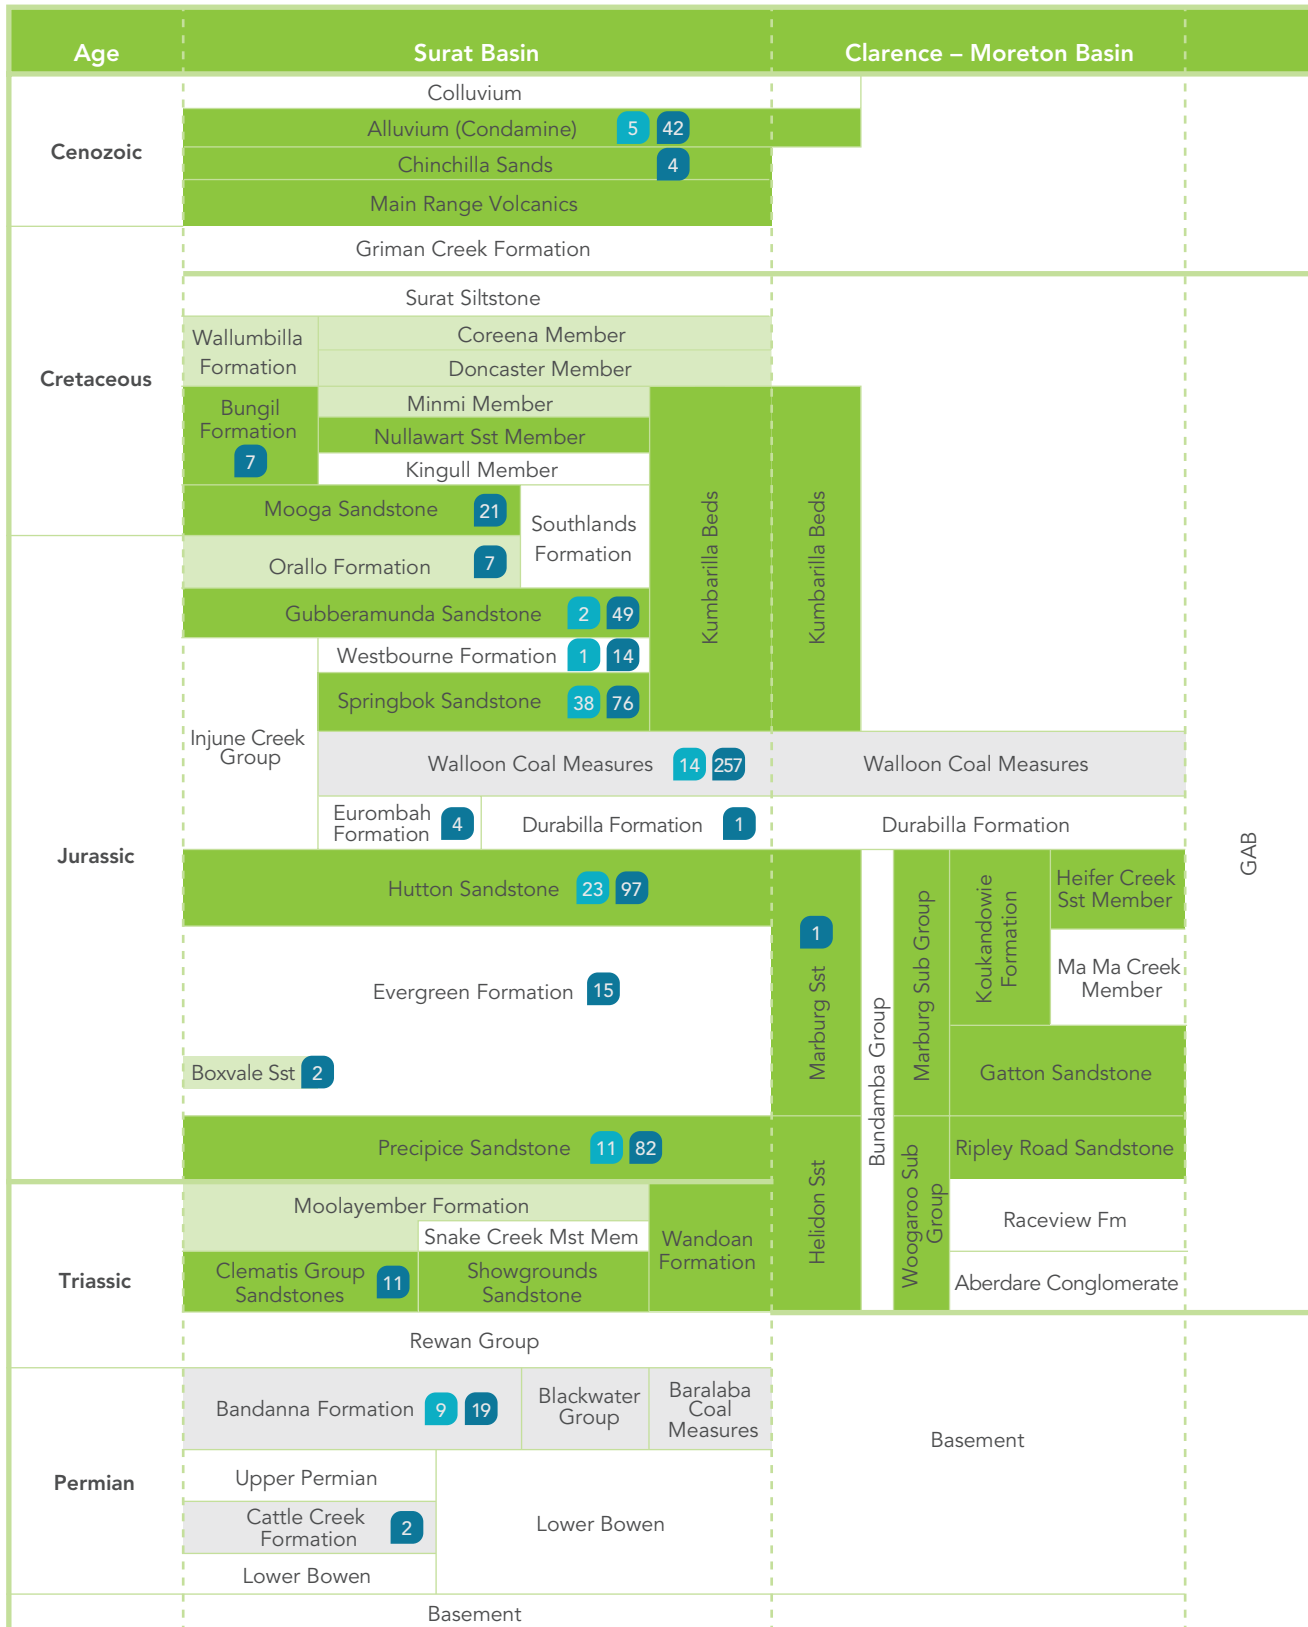 Age
Surat Basin
Clarence – Moreton Basin
Cenozoic
Colluvium
Alluvium (Condamine) 5 42
Chinchilla Sands 4
Main Range Volcanics
Cretaceous
Griman Creek Formation
Surat Siltstone
Wallumbilla
Formation
Coreena Member
Doncaster Member
Bungil
Formation
7
Minmi Member
Nullawart Sst Member
Kingull Member
Mooga Sandstone 21
Southlands
Formation
Kumbarilla Beds
Kumbarilla Beds
Jurassic
Orallo Formation 7
Gubberamunda Sandstone 2 49
Injune Creek
Group
Westbourne Formation 1 14
Springbok Sandstone 38 76
Walloon Coal Measures 14 257
Walloon Coal Measures
Eurombah
Formation 4
Durabilla Formation 1
Durabilla Formation
GAB
Hutton Sandstone 23 97
Evergreen Formation 15
Boxvale Sst 2
Precipice Sandstone 11 82
Marburg Sst 1
Helidon Sst
Bundamba Group
Marburg Sub Group
Woogaroo Sub
Group
Koukandowie
Formation
Heifer Creek
Sst Member
Ma Ma Creek
Member
Gatton Sandstone
Ripley Road Sandstone
Raceview Fm
Aberdare Conglomerate
Triassic
Moolayember Formation
Snake Creek Mst Mem
Wandoan
Formation
Clematis Group
Sandstones 11
Showgrounds
Sandstone
Rewan Group
Permian
Bandanna Formation 9 19
Blackwater
Group
Baralaba
Coal
Measures
Upper Permian
Cattle Creek
Formation 2
Lower Bowen
Lower Bowen
Basement
Basement